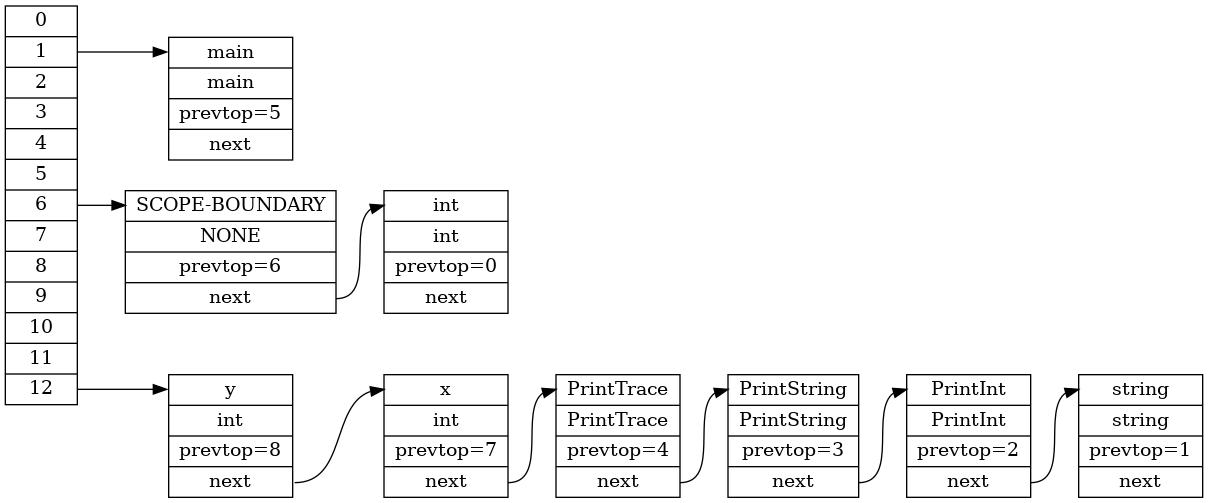 0
1
2
3
4
5
6
7
8
9
10
11
12
main
main
prevtop=5
next
SCOPE-BOUNDARY
NONE
prevtop=6
next
int
int
prevtop=0
next
y
int
prevtop=8
next
x
int
prevtop=7
next
PrintTrace
PrintTrace
prevtop=4
next
PrintString
PrintString
prevtop=3
next
PrintInt
PrintInt
prevtop=2
next
string
string
prevtop=1
next